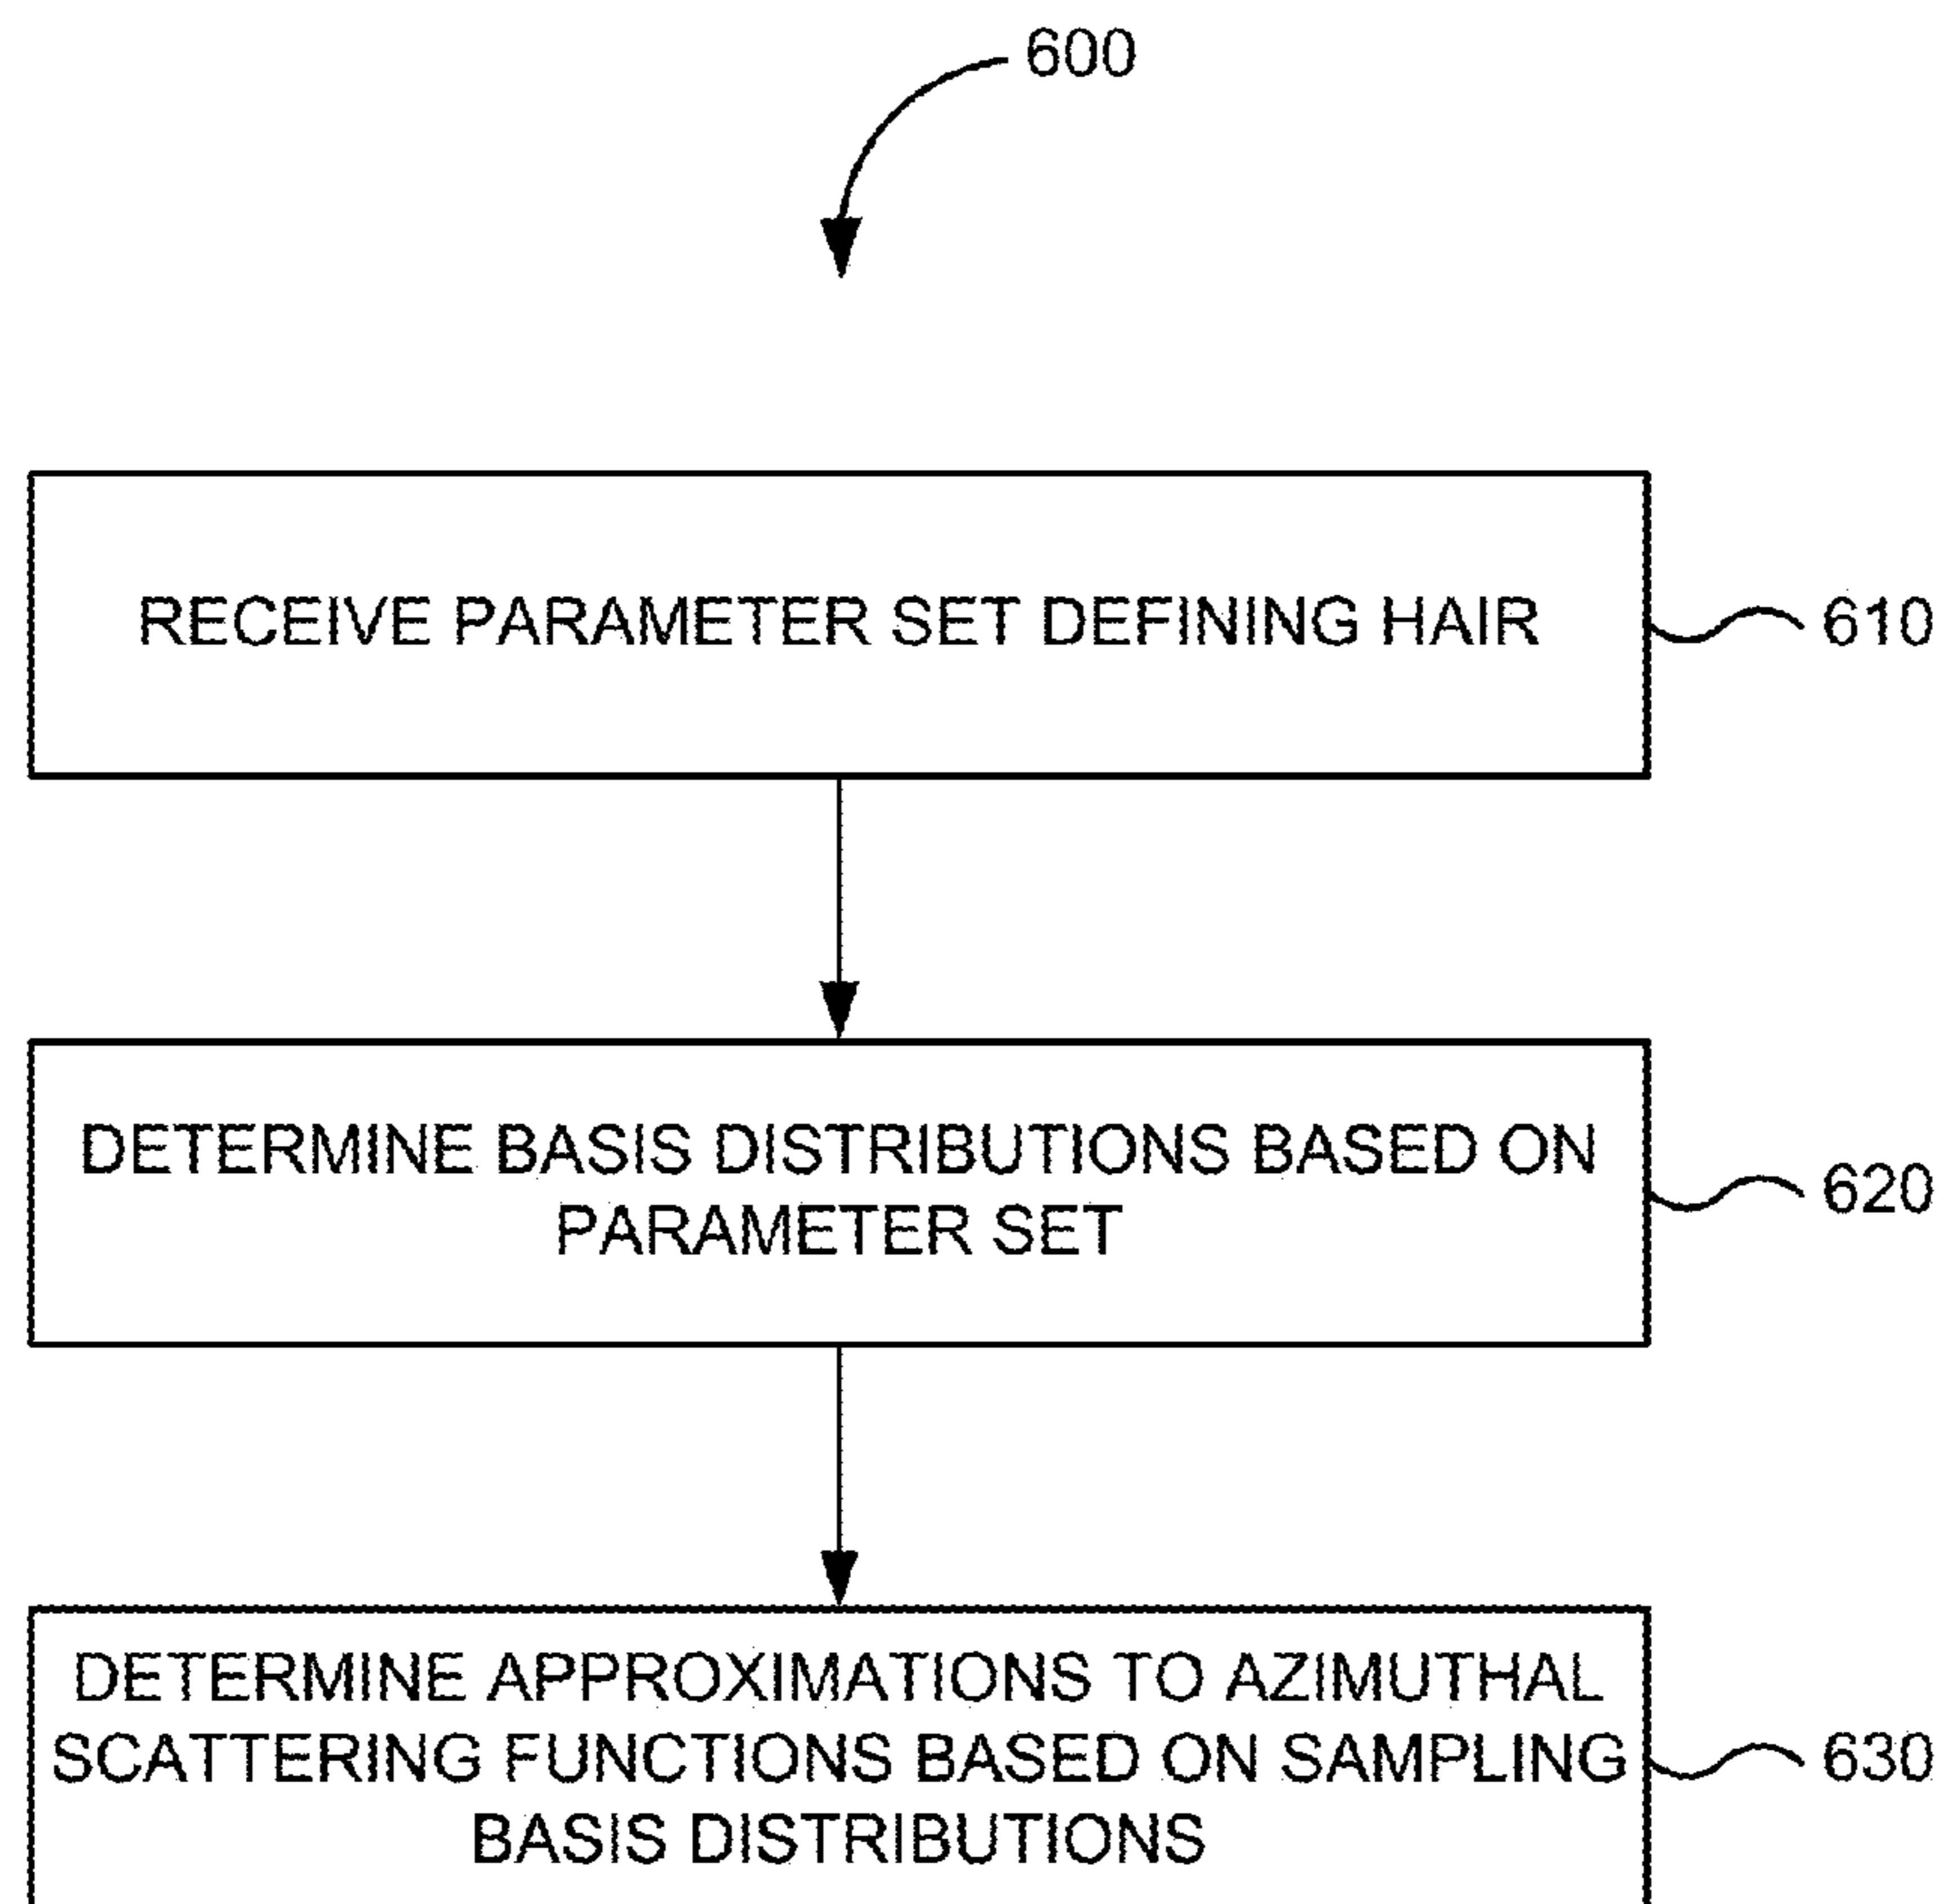 600
RECEIVE PARAMETER SET DEFINING HAIR
610
DETERMINE BASIS DISTRIBUTIONS BASED ON
PARAMETER SET
620
DETERMINE APPROXIMATIONS TO AZIMUTHAL
SCATTERING FUNCTIONS BASED ON SAMPLING
BASIS DISTRIBUTIONS
630